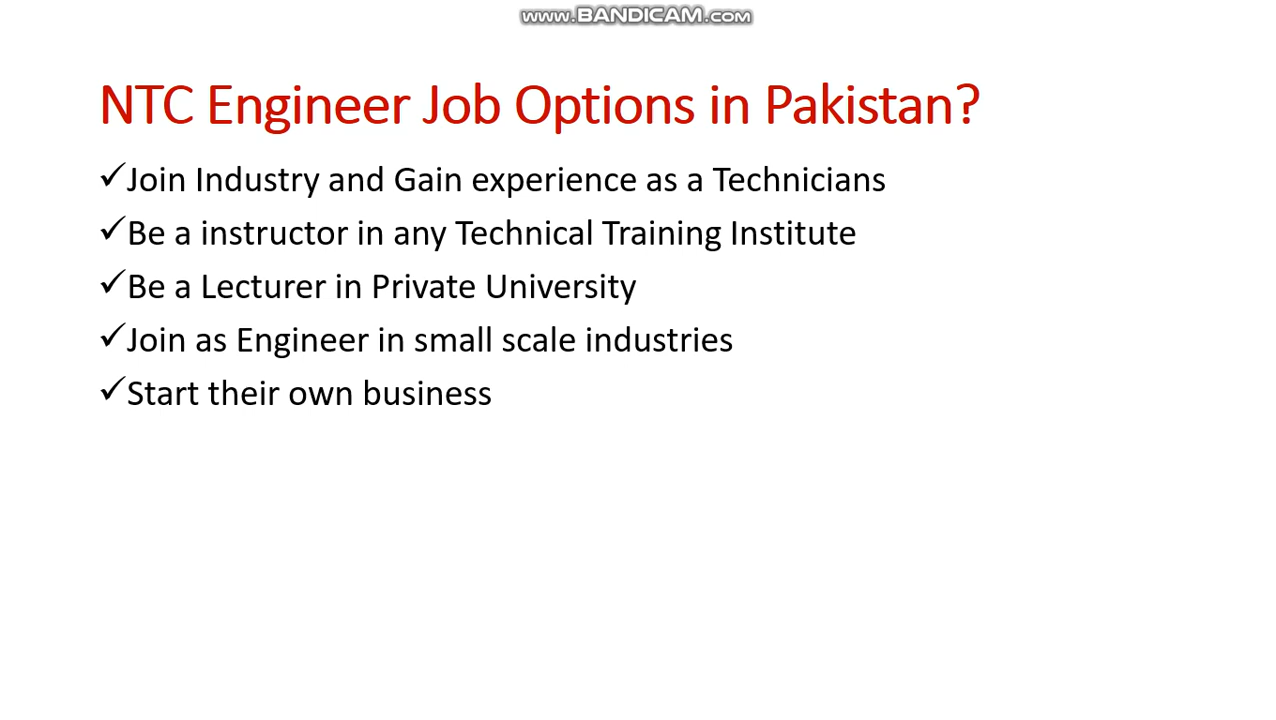 www.BANDICAM.com
NTC Engineer Job Options in Pakistan?
✓Join Industry and Gain experience as a Technicians
✓Be a instructor in any Technical Training Institute
✓Be a Lecturer in Private University
✓Join as Engineer in small scale industries
✓Start their own business